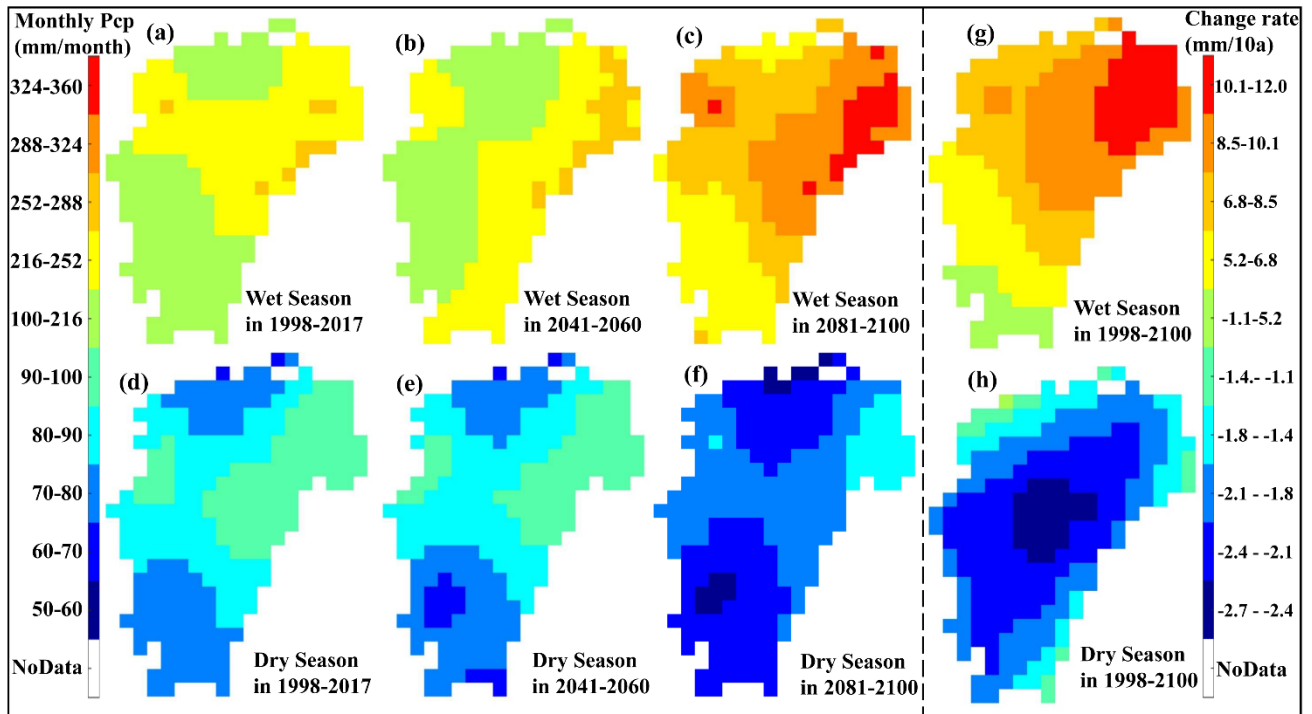 Monthly Pcp
(mm/month)
324-360
288-324
252-288
216-252
100-216
90-100
80-90
70-80
60-70
50-60
NoData
(a)
Wet Season
in 1998-2017
(b)
Wet Season
in 2041-2060
(c)
Wet Season
in 2081-2100
(d)
Dry Season
in 1998-2017
(e)
Dry Season
in 2041-2060
(f)
Dry Season
in 2081-2100
(g)
Wet Season
in 1998-2100
(h)
Dry Season
in 1998-2100
Change rate
(mm/10a)
10.1-12.0
8.5-10.1
6.8-8.5
5.2-6.8
-1.1-5.2
-1.4- -1.1
-1.8 - -1.4
-2.1 - -1.8
-2.4 - -2.1
-2.7 - -2.4
NoData